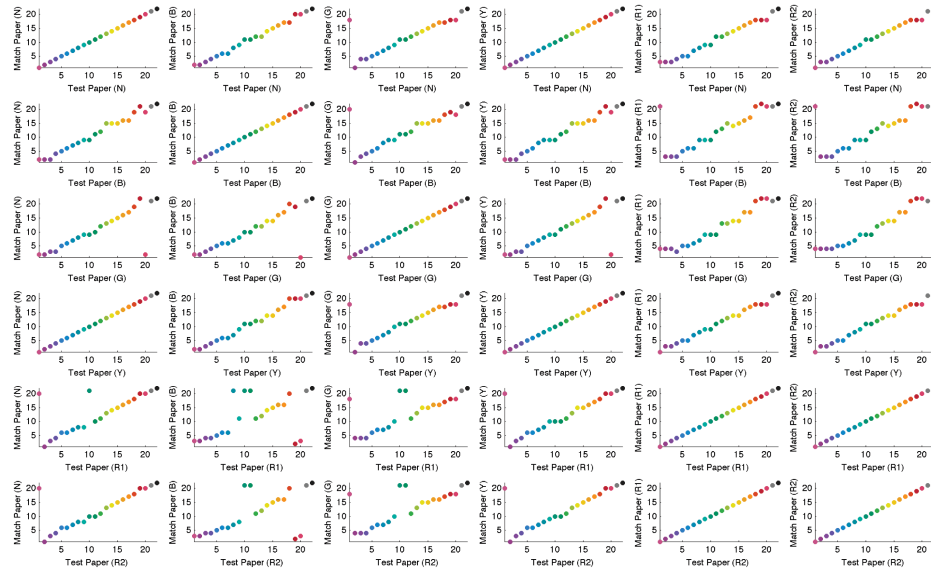 Match Paper (N) Match Paper (B) Match Paper (G) Match Paper (Y) Match Paper (R1) Match Paper (R2)
20 20 20 20 20 20
15 15 15 15 15 15
10 10 10 10 10 10
5 5 5 5 5 5
5 10 15 20 5 10 15 20 5 10 15 20 5 10 15 20 5 10 15 20 5 10 15 20
Test Paper (N) Test Paper (N) Test Paper (N) Test Paper (N) Test Paper (N) Test Paper (N)
Match Paper (N) Match Paper (B) Match Paper (G) Match Paper (Y) Match Paper (R1) Match Paper (R2)
20 20 20 20 20 20
15 15 15 15 15 15
10 10 10 10 10 10
5 5 5 5 5 5
5 10 15 20 5 10 15 20 5 10 15 20 5 10 15 20 5 10 15 20 5 10 15 20
Test Paper (B) Test Paper (B) Test Paper (B) Test Paper (B) Test Paper (B) Test Paper (B)
Match Paper (N) Match Paper (B) Match Paper (G) Match Paper (Y) Match Paper (R1) Match Paper (R2)
20 20 20 20 20 20
15 15 15 15 15 15
10 10 10 10 10 10
5 5 5 5 5 5
5 10 15 20 5 10 15 20 5 10 15 20 5 10 15 20 5 10 15 20 5 10 15 20
Test Paper (G) Test Paper (G) Test Paper (G) Test Paper (G) Test Paper (G) Test Paper (G)
Match Paper (N) Match Paper (B) Match Paper (G) Match Paper (Y) Match Paper (R1) Match Paper (R2)
20 20 20 20 20 20
15 15 15 15 15 15
10 10 10 10 10 10
5 5 5 5 5 5
5 10 15 20 5 10 15 20 5 10 15 20 5 10 15 20 5 10 15 20 5 10 15 20
Test Paper (Y) Test Paper (Y) Test Paper (Y) Test Paper (Y) Test Paper (Y) Test Paper (Y)
Match Paper (N) Match Paper (B) Match Paper (G) Match Paper (Y) Match Paper (R1) Match Paper (R2)
20 20 20 20 20 20
15 15 15 15 15 15
10 10 10 10 10 10
5 5 5 5 5 5
5 10 15 20 5 10 15 20 5 10 15 20 5 10 15 20 5 10 15 20 5 10 15 20
Test Paper (R1) Test Paper (R1) Test Paper (R1) Test Paper (R1) Test Paper (R1) Test Paper (R1)
Match Paper (N) Match Paper (B) Match Paper (G) Match Paper (Y) Match Paper (R1) Match Paper (R2)
20 20 20 20 20 20
15 15 15 15 15 15
10 10 10 10 10 10
5 5 5 5 5 5
5 10 15 20 5 10 15 20 5 10 15 20 5 10 15 20 5 10 15 20 5 10 15 20
Test Paper (R2) Test Paper (R2) Test Paper (R2) Test Paper (R2) Test Paper (R2) Test Paper (R2)